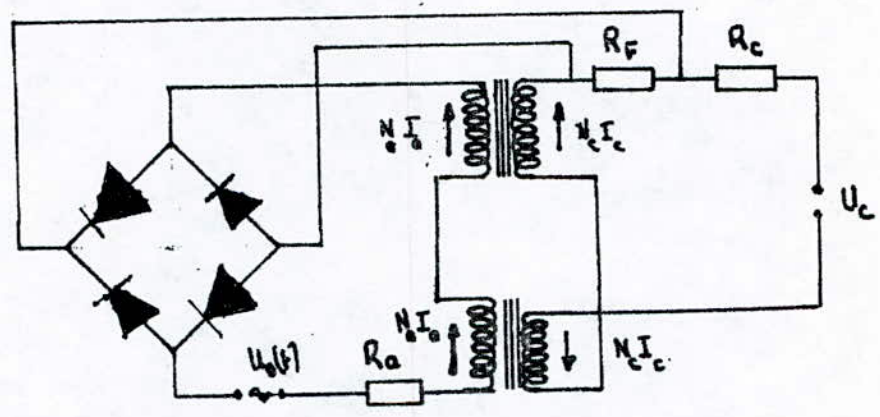 R_F
R_c
N_a I_a
N_c I_c
U_c
N_a I_a
U_a(t)
R_a
N_c I_c